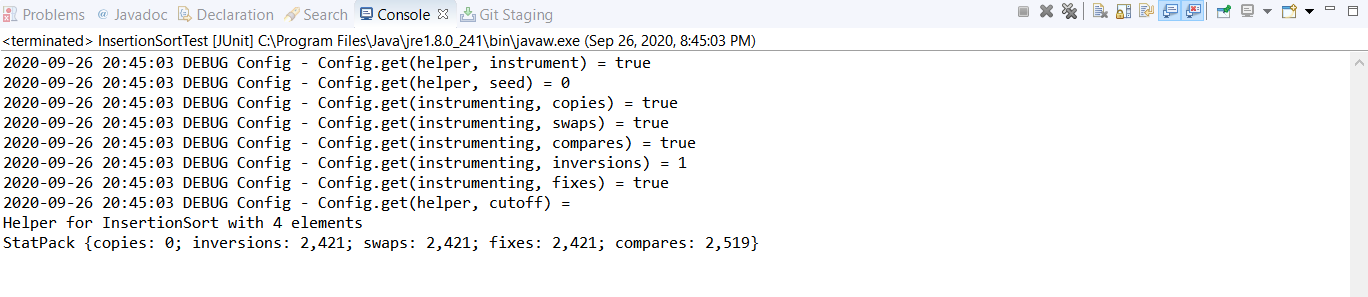 Problems @ Javadoc Declaration Search Console Git Staging
<terminated> InsertionSortTest [JUnit] C:\Program Files\Java\jre1.8.0_241\bin\javaw.exe (Sep 26, 2020, 8:45:03 PM)
2020-09-26 20:45:03 DEBUG Config - Config.get(helper, instrument) = true
2020-09-26 20:45:03 DEBUG Config - Config.get(helper, seed) = 0
2020-09-26 20:45:03 DEBUG Config - Config.get(instrumenting, copies) = true
2020-09-26 20:45:03 DEBUG Config - Config.get(instrumenting, swaps) = true
2020-09-26 20:45:03 DEBUG Config - Config.get(instrumenting, compares) = true
2020-09-26 20:45:03 DEBUG Config - Config.get(instrumenting, inversions) = 1
2020-09-26 20:45:03 DEBUG Config - Config.get(instrumenting, fixes) = true
2020-09-26 20:45:03 DEBUG Config - Config.get(helper, cutoff) =
Helper for InsertionSort with 4 elements
StatPack {copies: 0; inversions: 2,421; swaps: 2,421; fixes: 2,421; compares: 2,519}